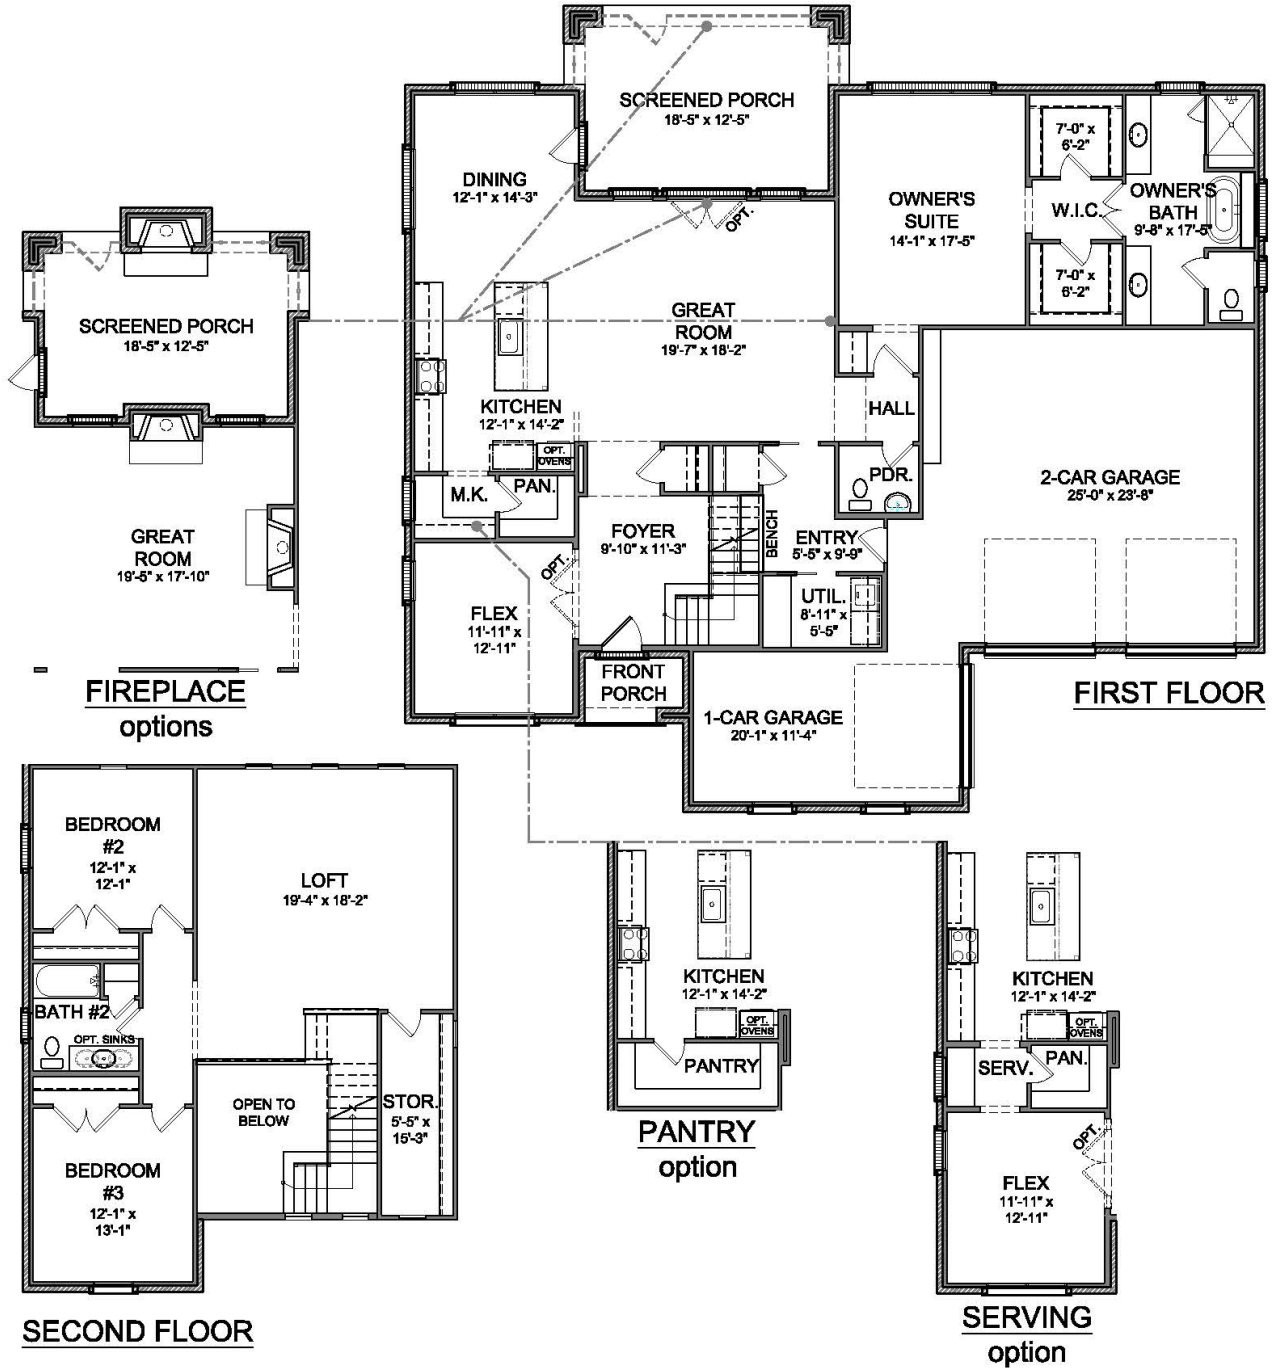 SCREENED PORCH
18'-5" x 12'-5"
DINING
12'-1" x 14'-3"
OPT.
OWNER'S
SUITE
14'-1" x 17'-5"
7'-0" x
6'-2"
W.I.C.
7'-0" x
6'-2"
OWNER'S
BATH
9'-8" x 17'-5"
GREAT
ROOM
19'-7" x 18'-2"
KITCHEN
12'-1" x 14'-2"
OPT.
OVENS
HALL
PDR.
M.K.
PAN.
FOYER
9'-10" x 11'-3"
BENCH
ENTRY
5'-5" x 9'-9"
2-CAR GARAGE
25'-0" x 23'-8"
OPT.
FLEX
11'-11" x
12'-11"
UTIL.
8'-11" x
5'-5"
FRONT
PORCH
1-CAR GARAGE
20'-1" x 11'-4"
FIRST FLOOR
SCREENED PORCH
18'-5" x 12'-5"
GREAT
ROOM
19'-5" x 17'-10"
FIREPLACE
options
BEDROOM
#2
12'-1" x
12'-1"
LOFT
19'-4" x 18'-2"
BATH #2
OPT. SINKS
OPEN TO
BELOW
STOR.
5'-5" x
15'-3"
BEDROOM
#3
12'-1" x
13'-1"
SECOND FLOOR
KITCHEN
12'-1" x 14'-2"
OPT.
OVENS
PANTRY
PANTRY
option
KITCHEN
12'-1" x 14'-2"
OPT.
OVENS
SERV.
PAN.
OPT.
FLEX
11'-11" x
12'-11"
SERVING
option